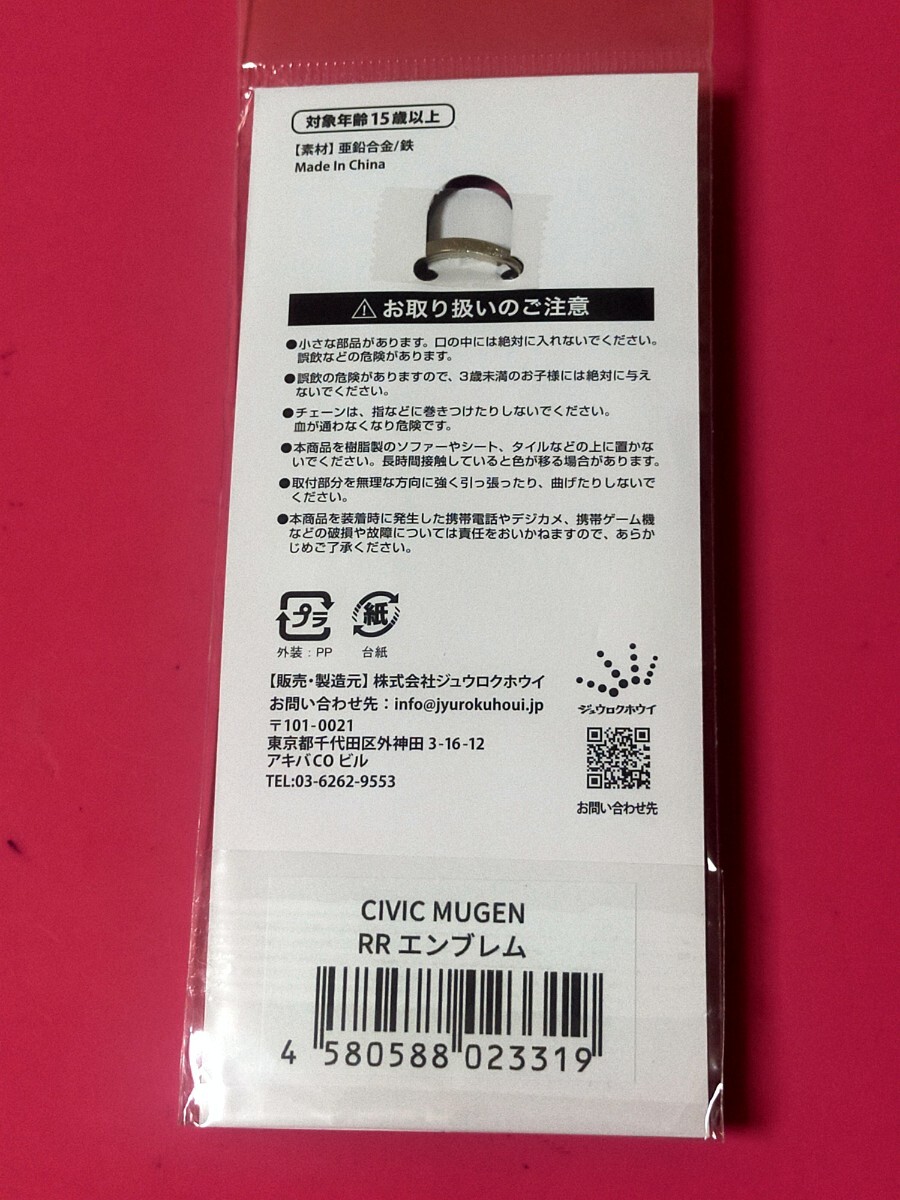 対象年齢15歳以上
【素材】亜鉛合金/鉄
Made In China
お取り扱いのご注意
●小さな部品があります。口の中には絶対に入れないでください。
誤飲などの危険があります。
●誤飲の危険がありますので、3歳未満のお子様には絶対に与え
ないでください。
●チェーンは、指などに巻きつけたりしないでください。
血が通わなくなり危険です。
●本商品を樹脂製のソファーやシート、タイルなどの上に置かな
いでください。長時間接触していると色が移る場合があります。
●取付部分を無理な方向に強く引っ張ったり、曲げたりしないで
ください。
●本商品を装着時に発生した携帯電話やデジカメ、携帯ゲーム機
などの破損や故障については責任をおいかねますので、あらか
じめご了承ください。
プラ
紙
外装:PP
台紙
【販売・製造元】株式会社ジュウロクホウイ
お問い合わせ先:info@jyurokuhoui.jp
〒101-0021
東京都千代田区外神田 3-16-12
アキバCO ビル
TEL:03-6262-9553
ジュウロクホウイ
お問い合わせ先
CIVIC MUGEN
RR エンブレム
4 580588 023319